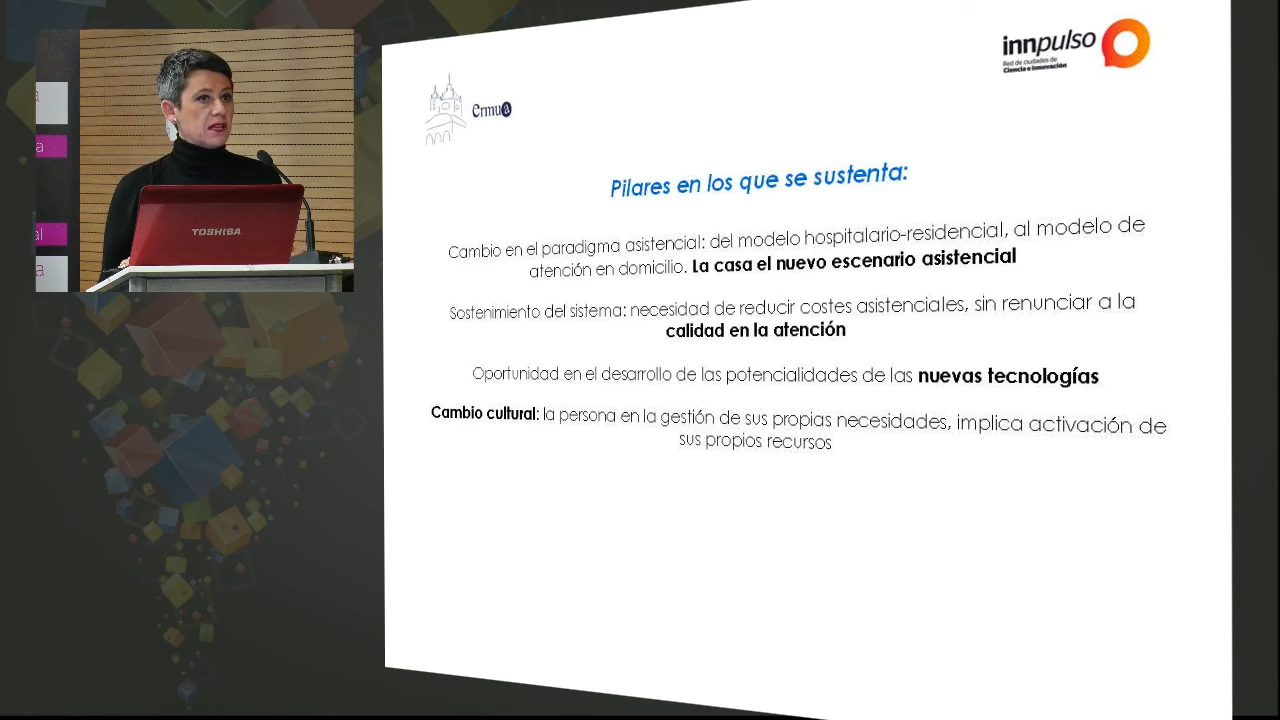 a
a
al
a
TOSHIBA
ermua
innpulso
Red de ciudades de
Ciencia e Innovación
Pilares en los que se sustenta:
Cambio en el paradigma asistencial: del modelo hospitalario-residencial, al modelo de
atención en domicilio. La casa el nuevo escenario asistencial
Sostenimiento del sistema: necesidad de reducir costes asistenciales, sin renunciar a la
calidad en la atención
Oportunidad en el desarrollo de las potencialidades de las nuevas tecnologías
Cambio cultural: la persona en la gestión de sus propias necesidades, implica activación de
sus propios recursos